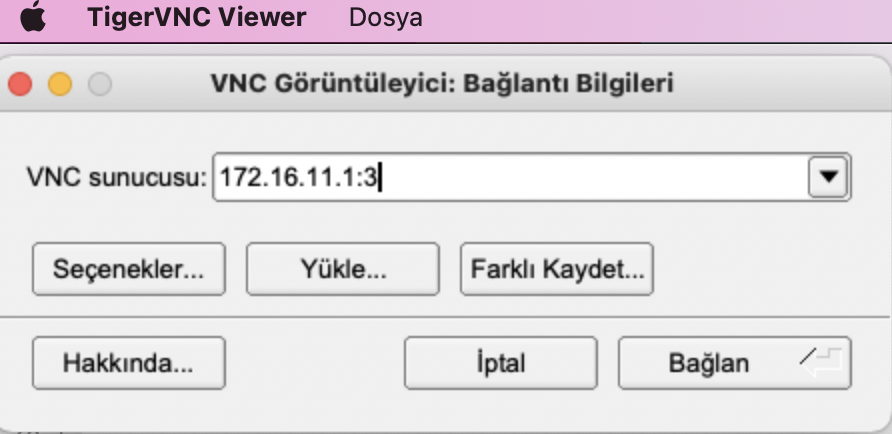 TigerVNC Viewer Dosya
VNC Görüntüleyici: Bağlantı Bilgileri
VNC sunucusu: 172.16.11.1:3
Seçenekler... Yükle... Farklı Kaydet...
Hakkında... İptal Bağlan